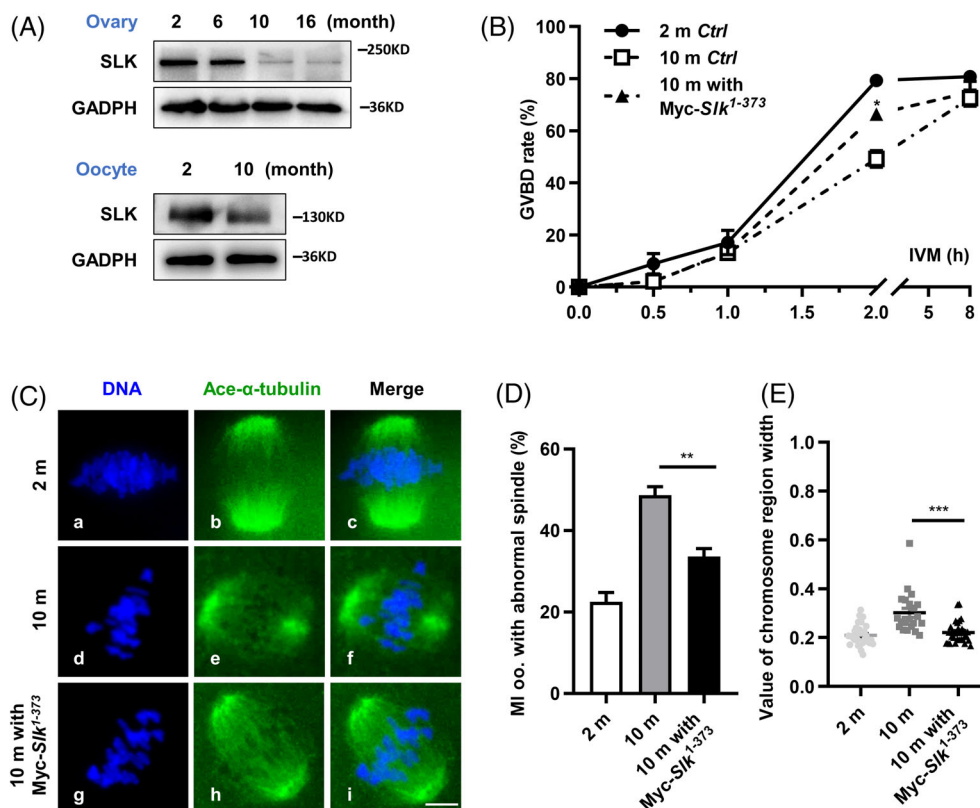 (A)
Ovary 2 6 10 16 (month)
SLK –250KD
GADPH –36KD
Oocyte 2 10 (month)
SLK –130KD
GADPH –36KD
(B)
2 m Ctrl
10 m Ctrl
10 m with
Myc-Slk1-373
GVBD rate (%)
100
80
60
40
20
0
*
IVM (h)
0.0 0.5 1.0 1.5 2.0 5 8
(C)
DNA Ace-α-tubulin Merge
2 m
a b c
10 m
d e f
10 m with
Myc-Slk1-373
g h i
(D)
MI oo. with abnormal spindle (%)
60
40
20
0
**
2 m
10 m
10 m with
Myc-Slk1-373
(E)
Value of chromosome region width
1.0
0.8
0.6
0.4
0.2
0.0
***
2 m
10 m
10 m with
Myc-Slk1-373